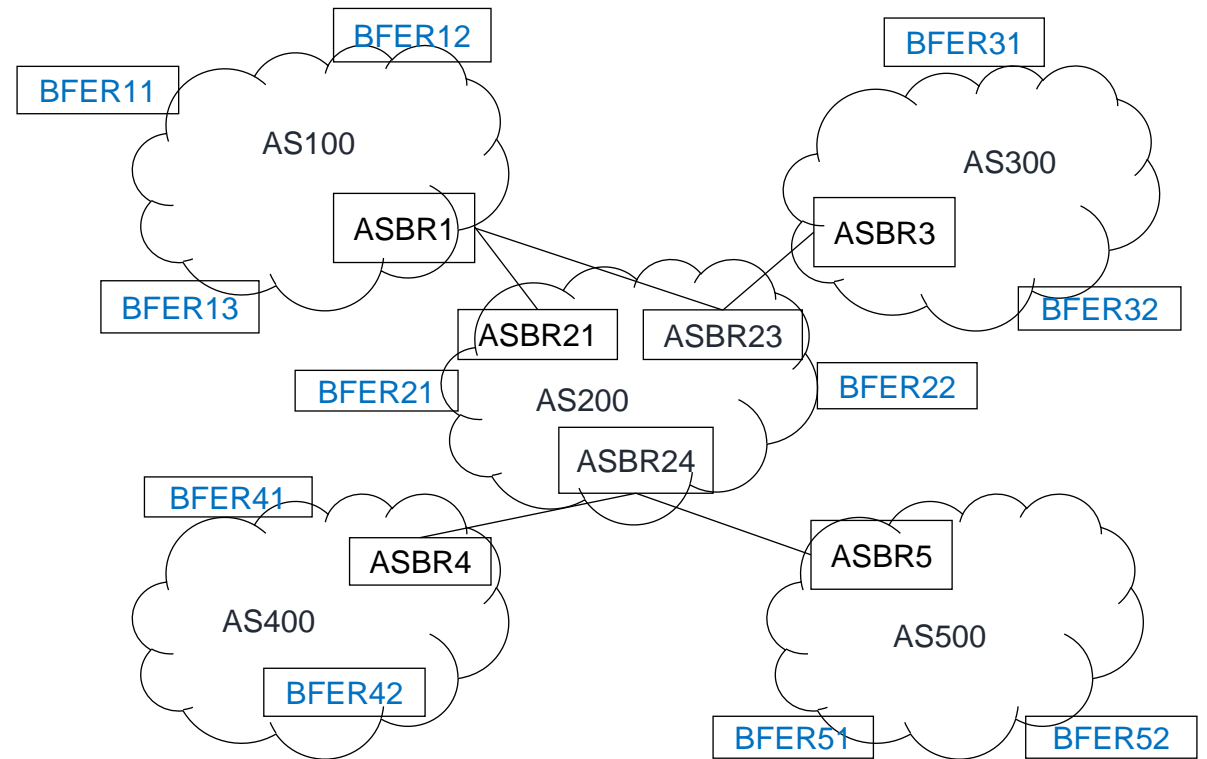 BFER12
BFER31
BFER11
AS100
AS300
ASBR1
ASBR3
BFER13
BFER32
ASBR21
ASBR23
BFER21
BFER22
AS200
ASBR24
BFER41
ASBR4
ASBR5
AS400
AS500
BFER42
BFER51
BFER52